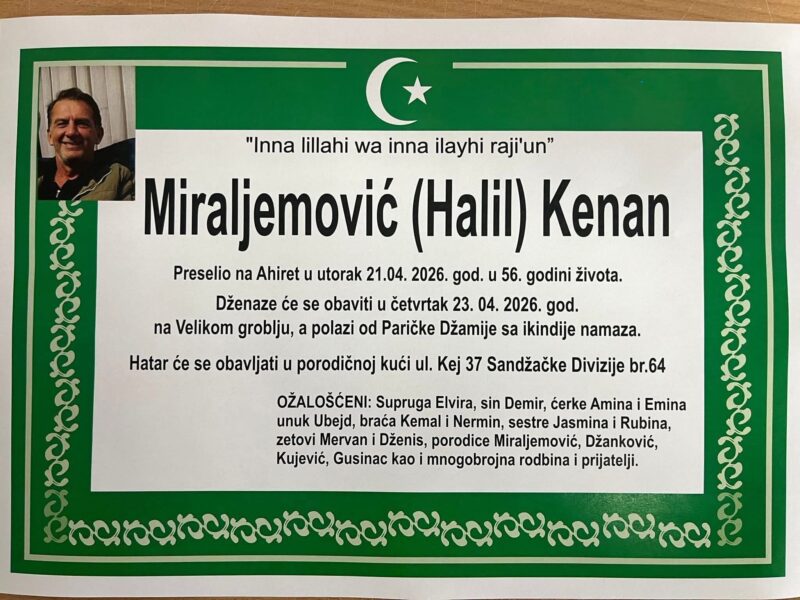 "Inna lillahi wa inna ilayhi raji'un”
Miraljemović (Halil) Kenan
Preselio na Ahiret u utorak 21.04. 2026. god. u 56. godini života.
Dženaze će se obaviti u četvrtak 23. 04. 2026. god.
na Velikom groblju, a polazi od Paričke Džamije sa ikindije namaza.
Hatar će se obavljati u porodičnoj kući ul. Kej 37 Sandžačke Divizije br.64
OŽALOŠĆENI: Supruga Elvira, sin Demir, ćerke Amina i Emina
unuk Ubejd, braća Kemal i Nermin, sestre Jasmina i Rubina,
zetovi Mervan i Dženis, porodice Miraljemović, Džanković,
Kujević, Gusinac kao i mnogobrojna rodbina i prijatelji.